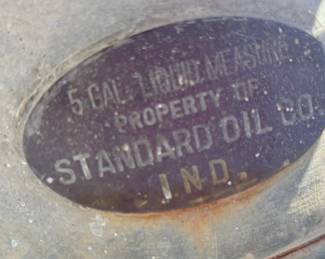 5 GAL. LIQUID MEASURE
PROPERTY OF
STANDARD OIL CO
IND.